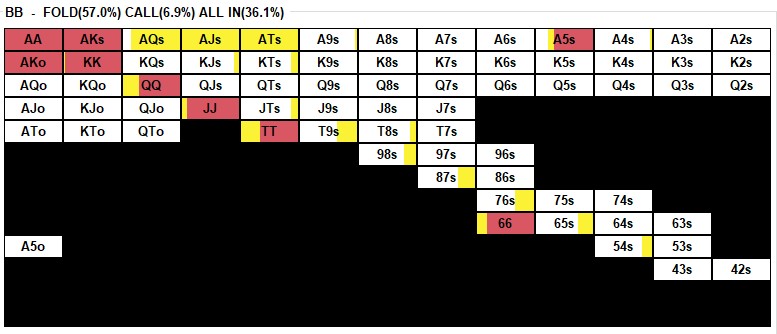 BB - FOLD(57.0%) CALL(6.9%) ALL IN(36.1%)
AA AKs AQs AJs ATs A9s A8s A7s A6s A5s A4s A3s A2s
AKo KK KQs KJs KTs K9s K8s K7s K6s K5s K4s K3s K2s
AQo KQo QQ QJs QTs Q9s Q8s Q7s Q6s Q5s Q4s Q3s Q2s
AJo KJo QJo JJ JTs J9s J8s J7s
ATo KTo QTo TT T9s T8s T7s
98s 97s 96s
87s 86s
76s 75s 74s
66 65s 64s 63s
A5o 54s 53s
43s 42s